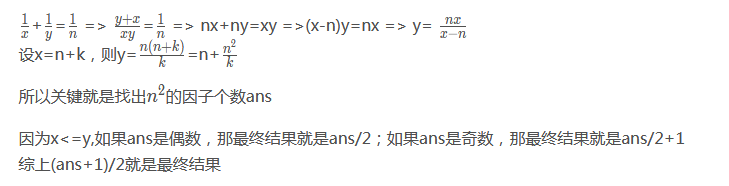 $\frac{1}{x}+\frac{1}{y}=\frac{1}{n}$ => $\frac{y+x}{xy}=\frac{1}{n}$ => nx+ny=xy =>(x-n)y=nx => y= $\frac{nx}{x-n}$
设x=n+k，则y=$\frac{n(n+k)}{k}$=n+$\frac{n^2}{k}$
所以关键就是找出$n^2$的因子个数ans
因为x<=y,如果ans是偶数，那最终结果就是ans/2；如果ans是奇数，那最终结果就是ans/2+1
综上(ans+1)/2就是最终结果